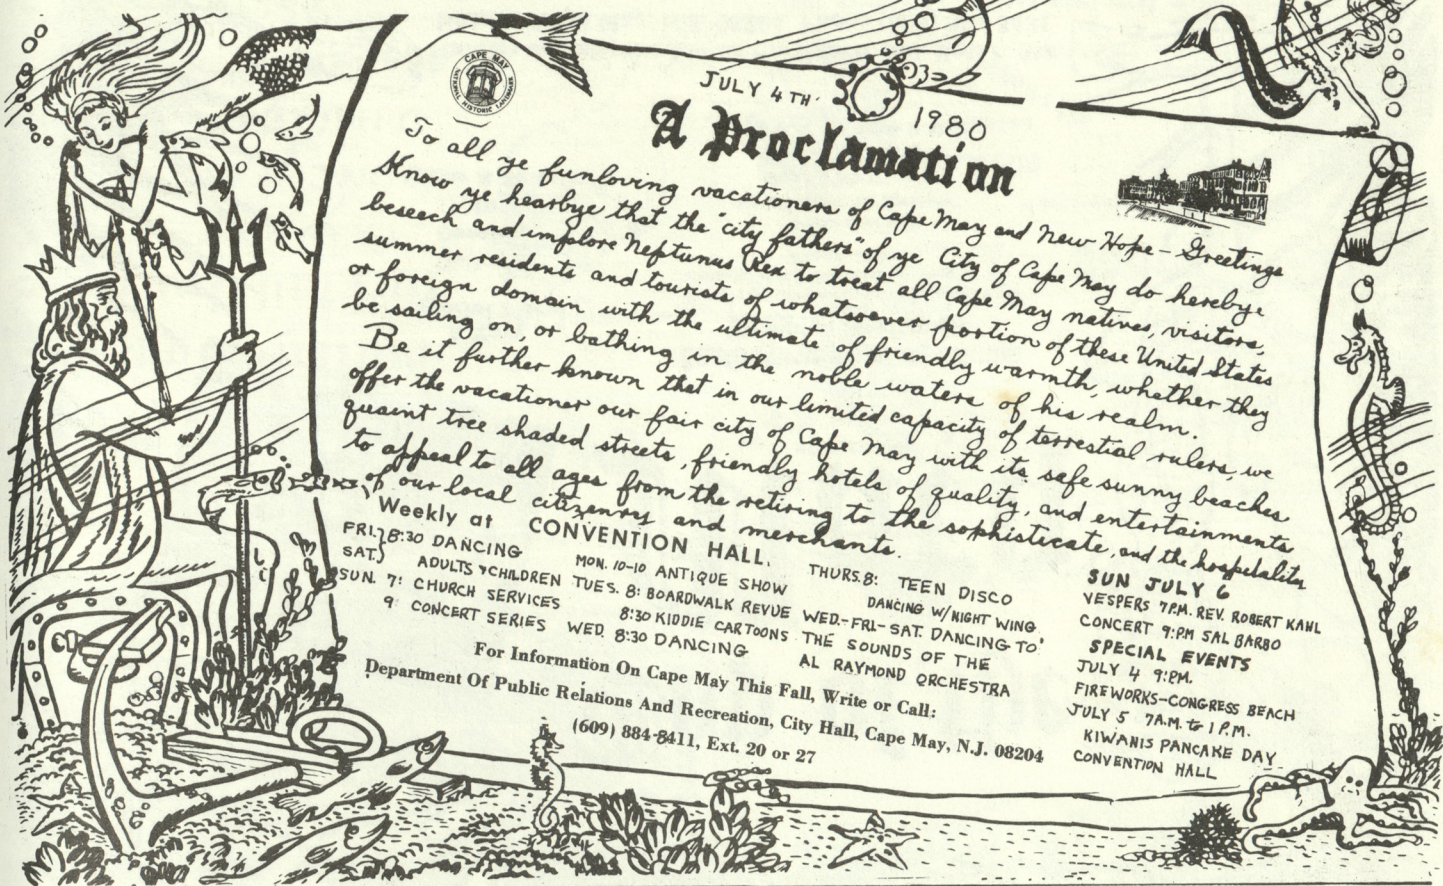 CAPE MAY
NATIONAL HISTORIC LANDMARK
JULY 4TH. 1980
A Proclamation
To all ye funloving vacationers of Cape May and New Hope - Greetings
Know ye hearbye that the "city fathers" of ye City of Cape May do hereby
beseech and implore Neptunus Rex to treat all Cape May natives, visitors,
summer residents and tourists of whatsoever portion of these United States
or foreign domain with the ultimate of friendly warmth, whether they
be sailing on, or bathing in the noble waters of his realm.
Be it further known that in our limited capacity of terrestial rulers, we
offer the vacationer our fair city of Cape May with its safe sunny beaches
quaint tree shaded streets, friendly hotels of quality, and entertainments
to appeal to all ages from the retiring to the sophisticate, and the hospitality
of our local citizenry and merchants.
Weekly at CONVENTION HALL.
FRI.} 8:30 DANCING
SAT.} ADULTS & CHILDREN
SUN. 7: CHURCH SERVICES
9: CONCERT SERIES
MON. 10-10 ANTIQUE SHOW
TUES. 8: BOARDWALK REVUE
8:30 KIDDIE CARTOONS
WED. 8:30 DANCING
THURS. 8: TEEN DISCO
DANCING W/NIGHT WING.
WED.-FRI-SAT. DANCING TO:
THE SOUNDS OF THE
AL RAYMOND ORCHESTRA
SUN JULY 6
VESPERS 7P.M. REV. ROBERT KAHL
CONCERT 9:PM SAL BARBO
SPECIAL EVENTS
JULY 4 9:PM.
FIREWORKS-CONGRESS BEACH
JULY 5 7A.M. to 1P.M.
KIWANIS PANCAKE DAY
CONVENTION HALL
For Information On Cape May This Fall, Write or Call:
Department Of Public Relations And Recreation, City Hall, Cape May, N.J. 08204
(609) 884-8411, Ext. 20 or 27